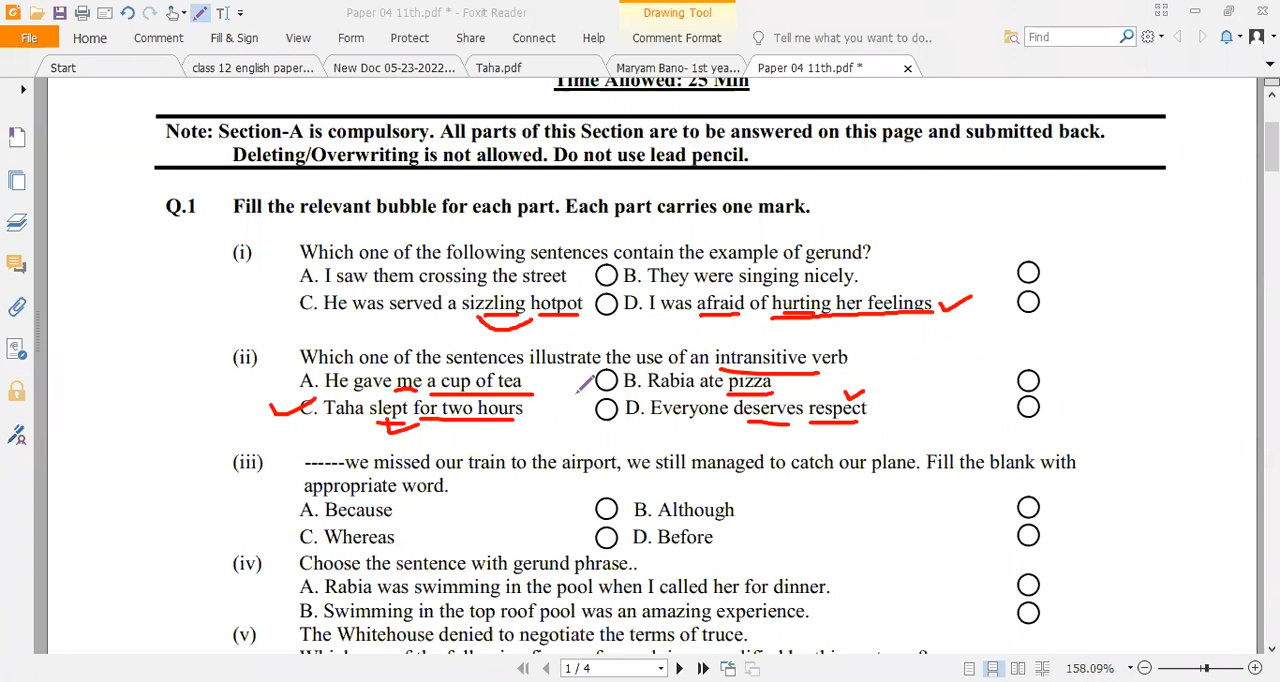 Paper 04 11th.pdf * - Foxit Reader
Drawing Tool
File Home Comment Fill & Sign View Form Protect Share Connect Help Comment Format Tell me what you want to do.. Find
Start class 12 english paper... New Doc 05-23-2022... Taha.pdf Maryam Bano- 1st yea... Paper 04 11th.pdf *
Time Allowed: 25 Min
Note: Section-A is compulsory. All parts of this Section are to be answered on this page and submitted back.
Deleting/Overwriting is not allowed. Do not use lead pencil.
Q.1 Fill the relevant bubble for each part. Each part carries one mark.
(i) Which one of the following sentences contain the example of gerund?
A. I saw them crossing the street B. They were singing nicely.
C. He was served a sizzling hotpot D. I was afraid of hurting her feelings
(ii) Which one of the sentences illustrate the use of an intransitive verb
A. He gave me a cup of tea B. Rabia ate pizza
C. Taha slept for two hours D. Everyone deserves respect
(iii) ------we missed our train to the airport, we still managed to catch our plane. Fill the blank with
appropriate word.
A. Because B. Although
C. Whereas D. Before
(iv) Choose the sentence with gerund phrase..
A. Rabia was swimming in the pool when I called her for dinner.
B. Swimming in the top roof pool was an amazing experience.
(v) The Whitehouse denied to negotiate the terms of truce.
1 / 4 158.09%